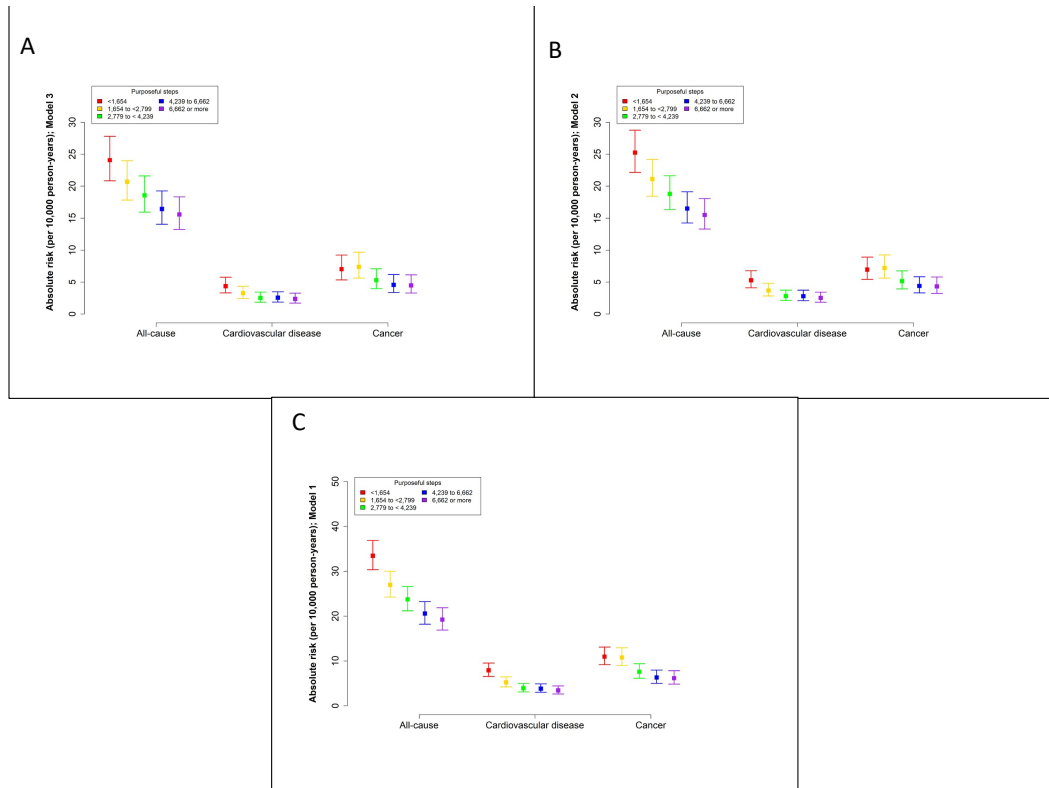 A
Absolute risk (per 10,000 person-years); Model 3
Purposeful steps
<1,654
4,239 to 6,662
1,654 to <2,799
6,662 or more
2,779 to < 4,239
30
25
20
15
10
5
0
All-cause
Cardiovascular disease
Cancer
B
Absolute risk (per 10,000 person-years); Model 2
Purposeful steps
<1,654
4,239 to 6,662
1,654 to <2,799
6,662 or more
2,779 to < 4,239
30
25
20
15
10
5
0
All-cause
Cardiovascular disease
Cancer
C
Absolute risk (per 10,000 person-years); Model 1
Purposeful steps
<1,654
4,239 to 6,662
1,654 to <2,799
6,662 or more
2,779 to < 4,239
50
40
30
20
10
0
All-cause
Cardiovascular disease
Cancer